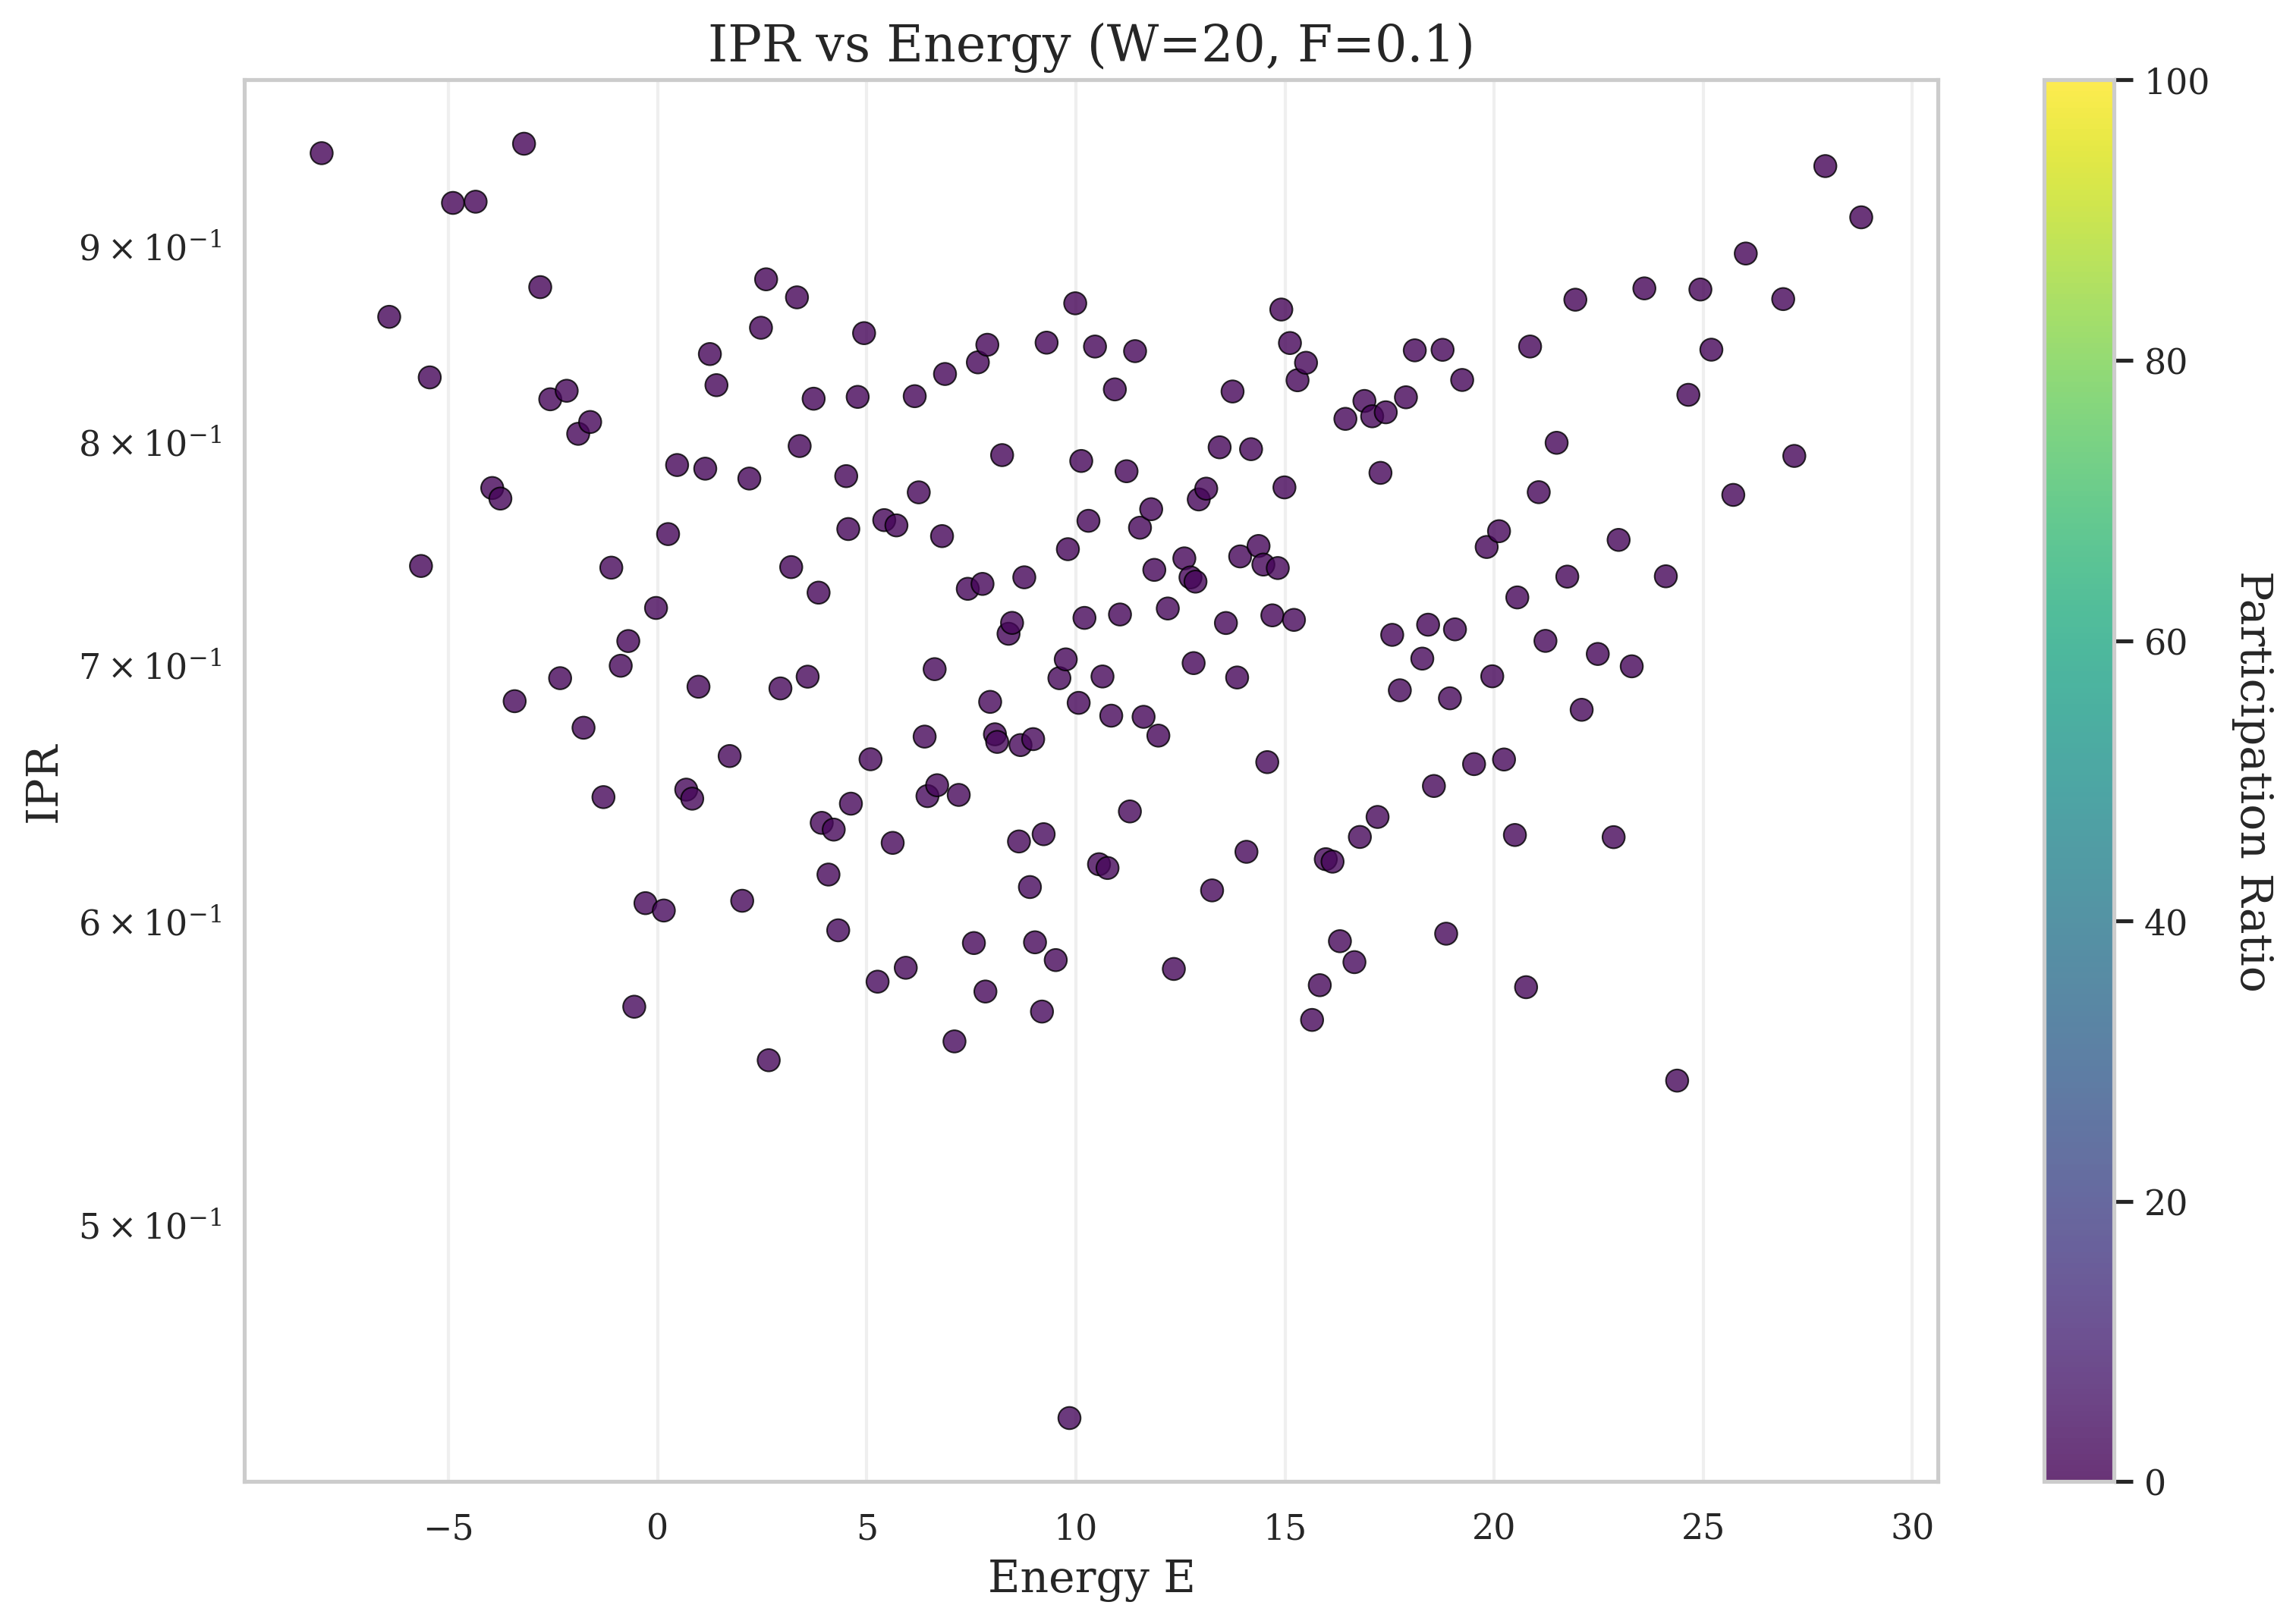 IPR vs Energy (W=20, F=0.1)
IPR
9 × 10⁻¹
8 × 10⁻¹
7 × 10⁻¹
6 × 10⁻¹
5 × 10⁻¹
−5
0
5
10
15
20
25
30
Energy E
100
80
60
40
20
0
Participation Ratio